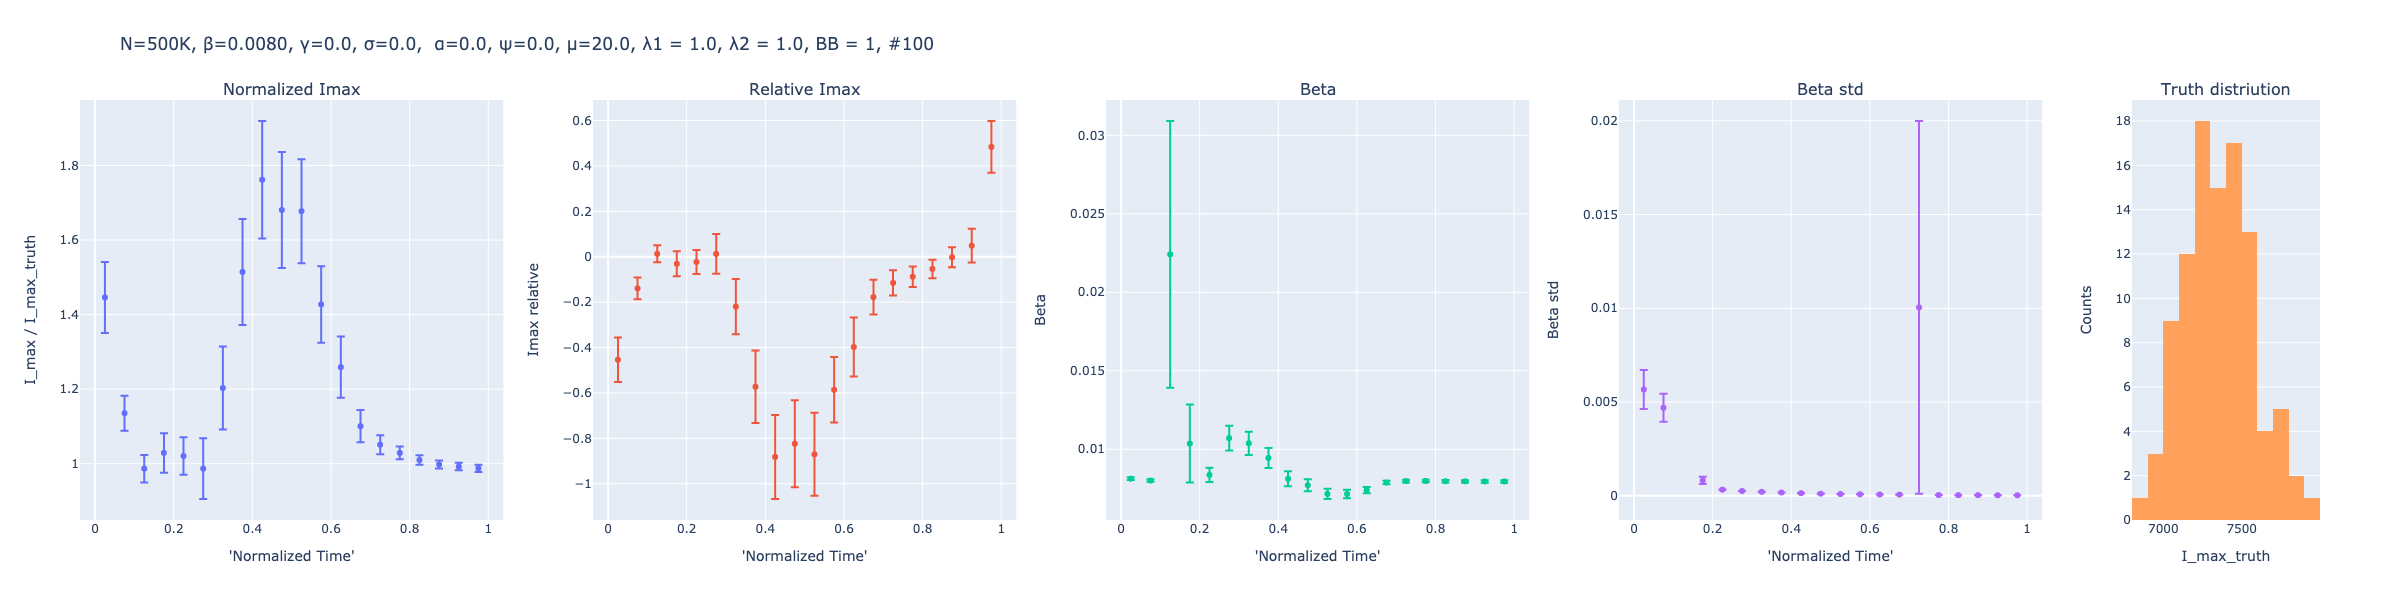 N=500K, β=0.0080, γ=0.0, σ=0.0,  α=0.0, ψ=0.0, μ=20.0, λ1 = 1.0, λ2 = 1.0, BB = 1, #100
Normalized Imax
I_max / I_max_truth
1.8
1.6
1.4
1.2
1
0 0.2 0.4 0.6 0.8 1
'Normalized Time'
Relative Imax
Imax relative
0.6
0.4
0.2
0
−0.2
−0.4
−0.6
−0.8
−1
0 0.2 0.4 0.6 0.8 1
'Normalized Time'
Beta
Beta
0.03
0.025
0.02
0.015
0.01
0 0.2 0.4 0.6 0.8 1
'Normalized Time'
Beta std
Beta std
0.02
0.015
0.01
0.005
0
0 0.2 0.4 0.6 0.8 1
'Normalized Time'
Truth distriution
Counts
18
16
14
12
10
8
6
4
2
0
7000 7500
I_max_truth